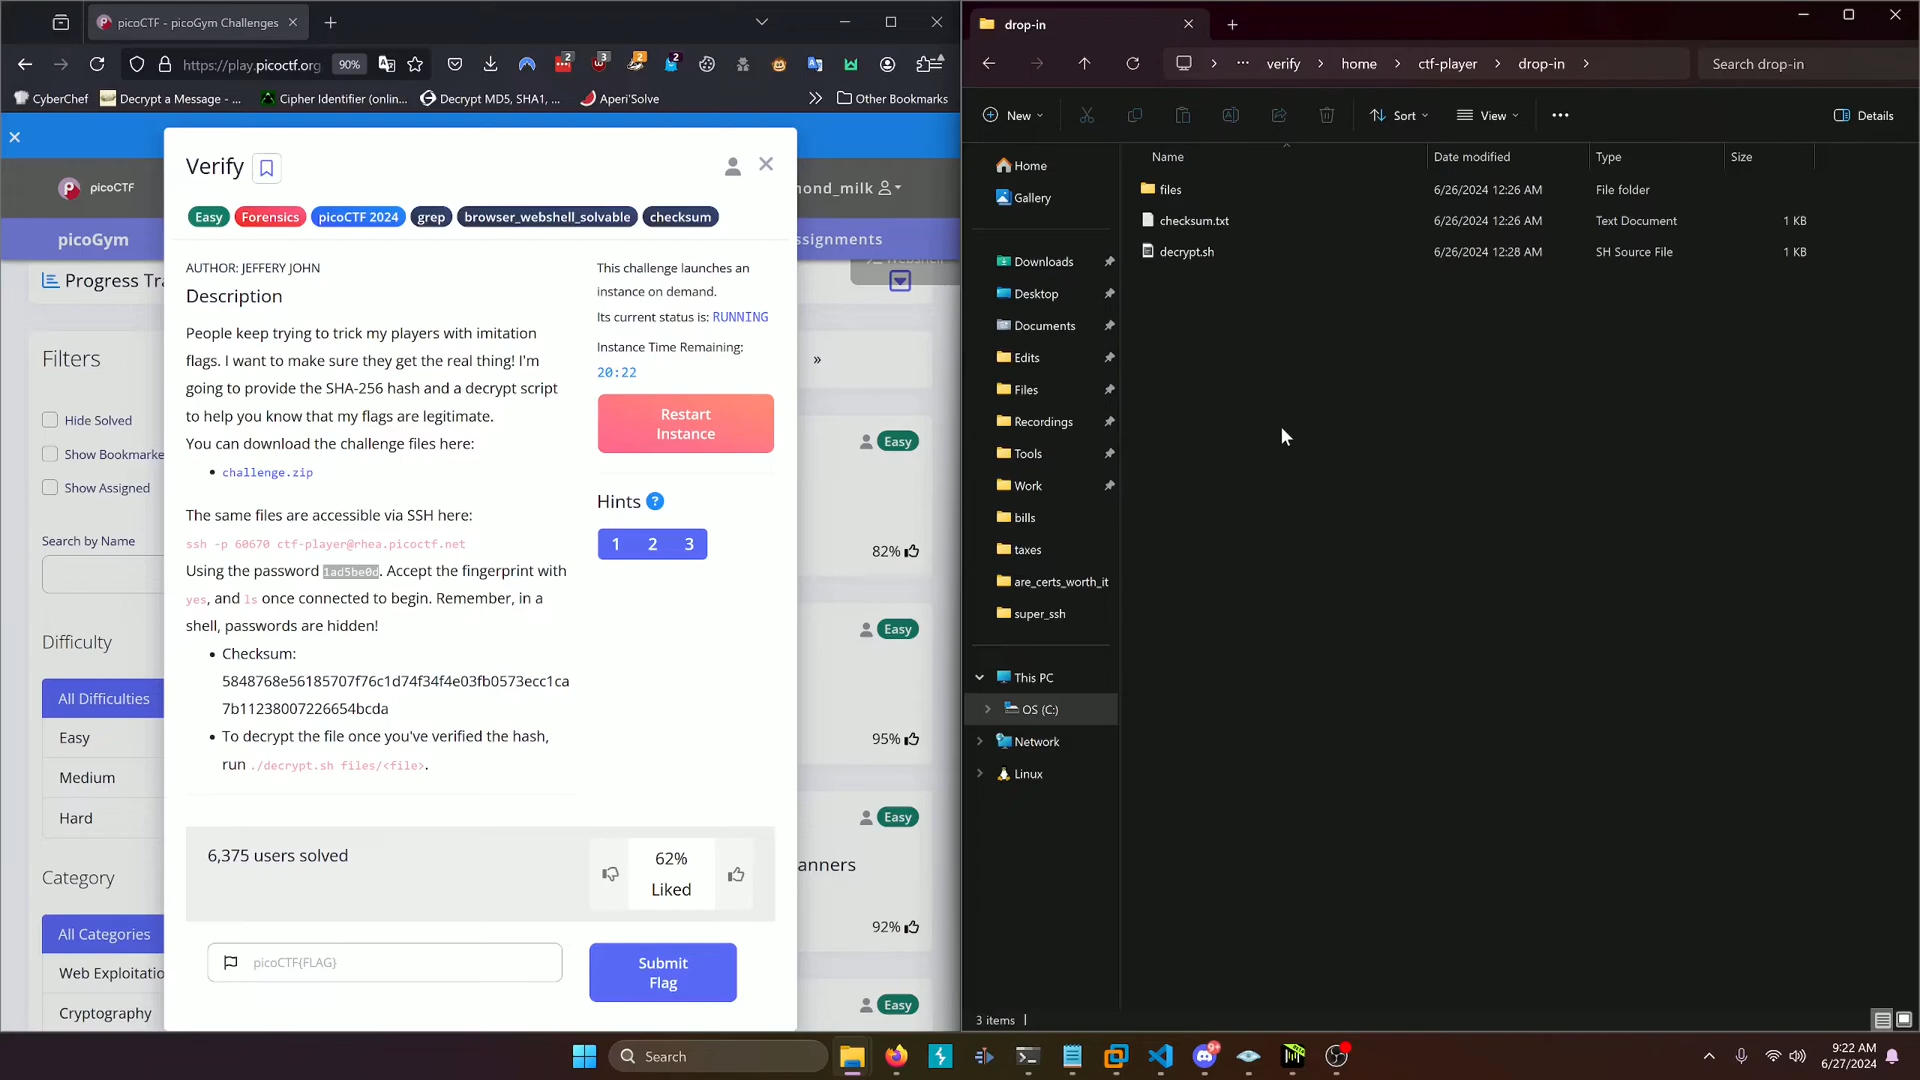 picoCTF - picoGym Challenges
https://play.picoctf.org
90%
2
3
2
2
CyberChef
Decrypt a Message - ...
Cipher Identifier (onlin...
Decrypt MD5, SHA1, ...
Aperi'Solve
Other Bookmarks
picoCTF
mond_milk
picoGym
ssignments
Webshell
Progress Tra
Filters
Hide Solved
Show Bookmarke
Show Assigned
Search by Name
Difficulty
All Difficulties
Easy
Medium
Hard
Category
All Categories
Web Exploitatio
Cryptography
Verify
Easy
Forensics
picoCTF 2024
grep
browser_webshell_solvable
checksum
AUTHOR: JEFFERY JOHN
Description
People keep trying to trick my players with imitation
flags. I want to make sure they get the real thing! I'm
going to provide the SHA-256 hash and a decrypt script
to help you know that my flags are legitimate.
You can download the challenge files here:
• challenge.zip
The same files are accessible via SSH here:
ssh -p 60670 ctf-player@rhea.picoctf.net
Using the password 1ad5be0d. Accept the fingerprint with
yes, and ls once connected to begin. Remember, in a
shell, passwords are hidden!
• Checksum:
5848768e56185707f76c1d74f34f4e03fb0573ecc1ca
7b11238007226654bcda
• To decrypt the file once you've verified the hash,
run ./decrypt.sh files/<file>.
This challenge launches an
instance on demand.
Its current status is: RUNNING
Instance Time Remaining:
20:22
Restart
Instance
Hints ?
1 2 3
6,375 users solved
62%
Liked
picoCTF{FLAG}
Submit
Flag
»
Easy
82%
Easy
95%
Easy
anners
92%
Easy
drop-in
... verify > home > ctf-player > drop-in >
Search drop-in
New
Sort
View
Details
Home
Gallery
Downloads
Desktop
Documents
Edits
Files
Recordings
Tools
Work
bills
taxes
are_certs_worth_it
super_ssh
This PC
OS (C:)
Network
Linux
Name Date modified Type Size
files 6/26/2024 12:26 AM File folder
checksum.txt 6/26/2024 12:26 AM Text Document 1 KB
decrypt.sh 6/26/2024 12:28 AM SH Source File 1 KB
3 items
Search
9+
9:22 AM
6/27/2024